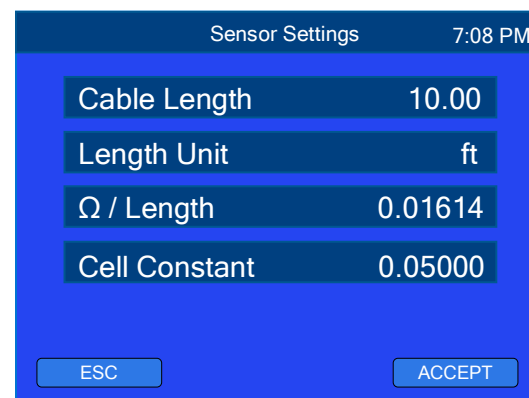 Sensor Settings 7:08 PM
Cable Length 10.00
Length Unit ft
Ω / Length 0.01614
Cell Constant 0.05000
ESC ACCEPT